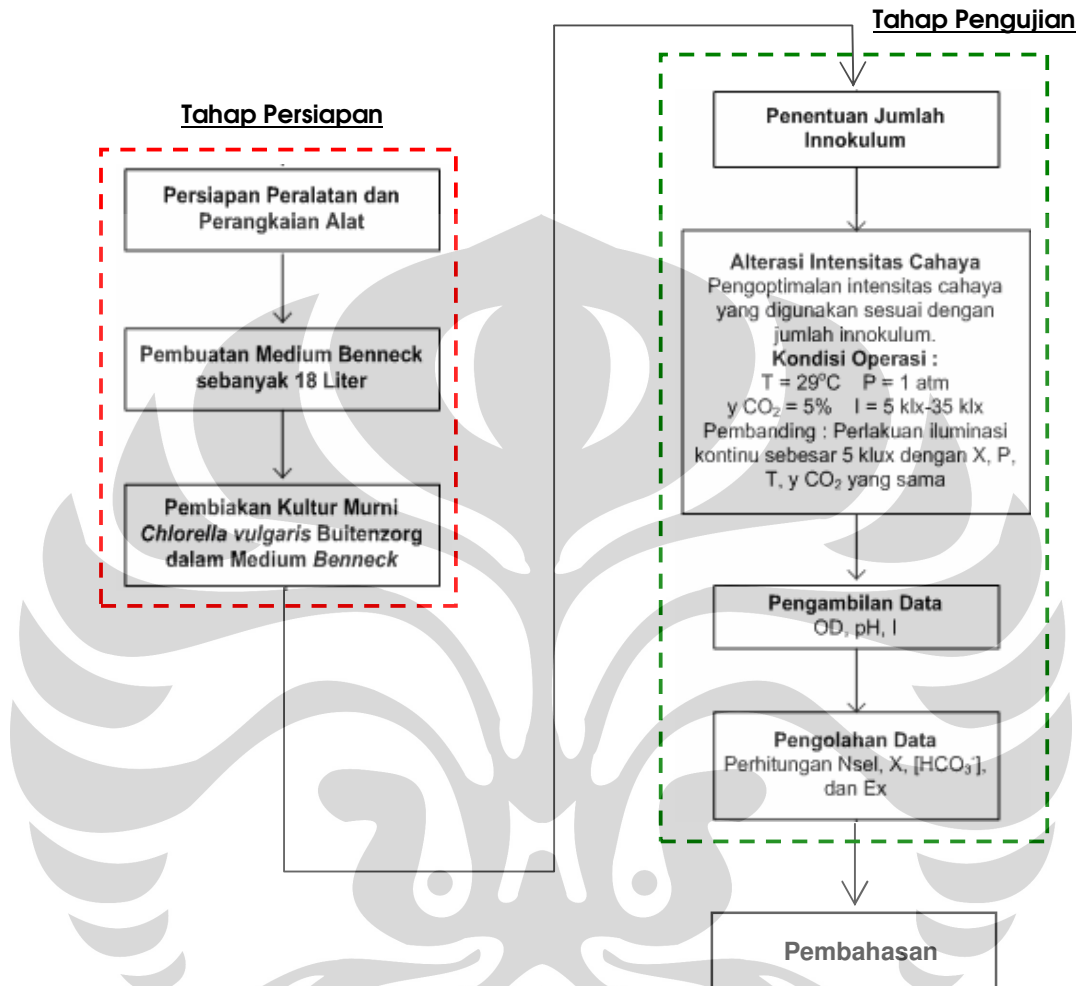 Tahap Persiapan
Persiapan Peralatan dan
Perangkaian Alat
Pembuatan Medium Benneck
sebanyak 18 Liter
Pembiakan Kultur Murni
Chlorella vulgaris Buitenzorg
dalam Medium Benneck
Tahap Pengujian
Penentuan Jumlah
Innokulum
Alterasi Intensitas Cahaya
Pengoptimalan intensitas cahaya
yang digunakan sesuai dengan
jumlah innokulum.
Kondisi Operasi :
T = 29°C P = 1 atm
y CO₂ = 5% I = 5 klx-35 klx
Pembanding : Perlakuan iluminasi
kontinu sebesar 5 klux dengan X, P,
T, y CO₂ yang sama
Pengambilan Data
OD, pH, I
Pengolahan Data
Perhitungan Nsel, X, [HCO₃⁻],
dan Ex
Pembahasan